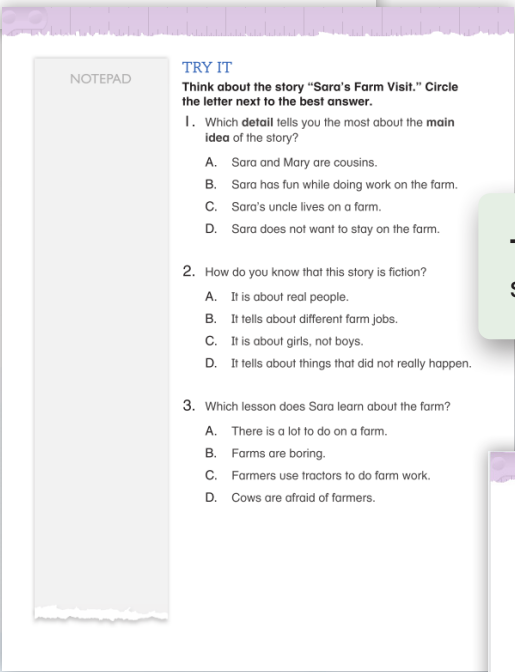 NOTEPAD
TRY IT
Think about the story “Sara’s Farm Visit.” Circle
the letter next to the best answer.
1. Which detail tells you the most about the main
idea of the story?
A. Sara and Mary are cousins.
B. Sara has fun while doing work on the farm.
C. Sara’s uncle lives on a farm.
D. Sara does not want to stay on the farm.
2. How do you know that this story is fiction?
A. It is about real people.
B. It tells about different farm jobs.
C. It is about girls, not boys.
D. It tells about things that did not really happen.
3. Which lesson does Sara learn about the farm?
A. There is a lot to do on a farm.
B. Farms are boring.
C. Farmers use tractors to do farm work.
D. Cows are afraid of farmers.